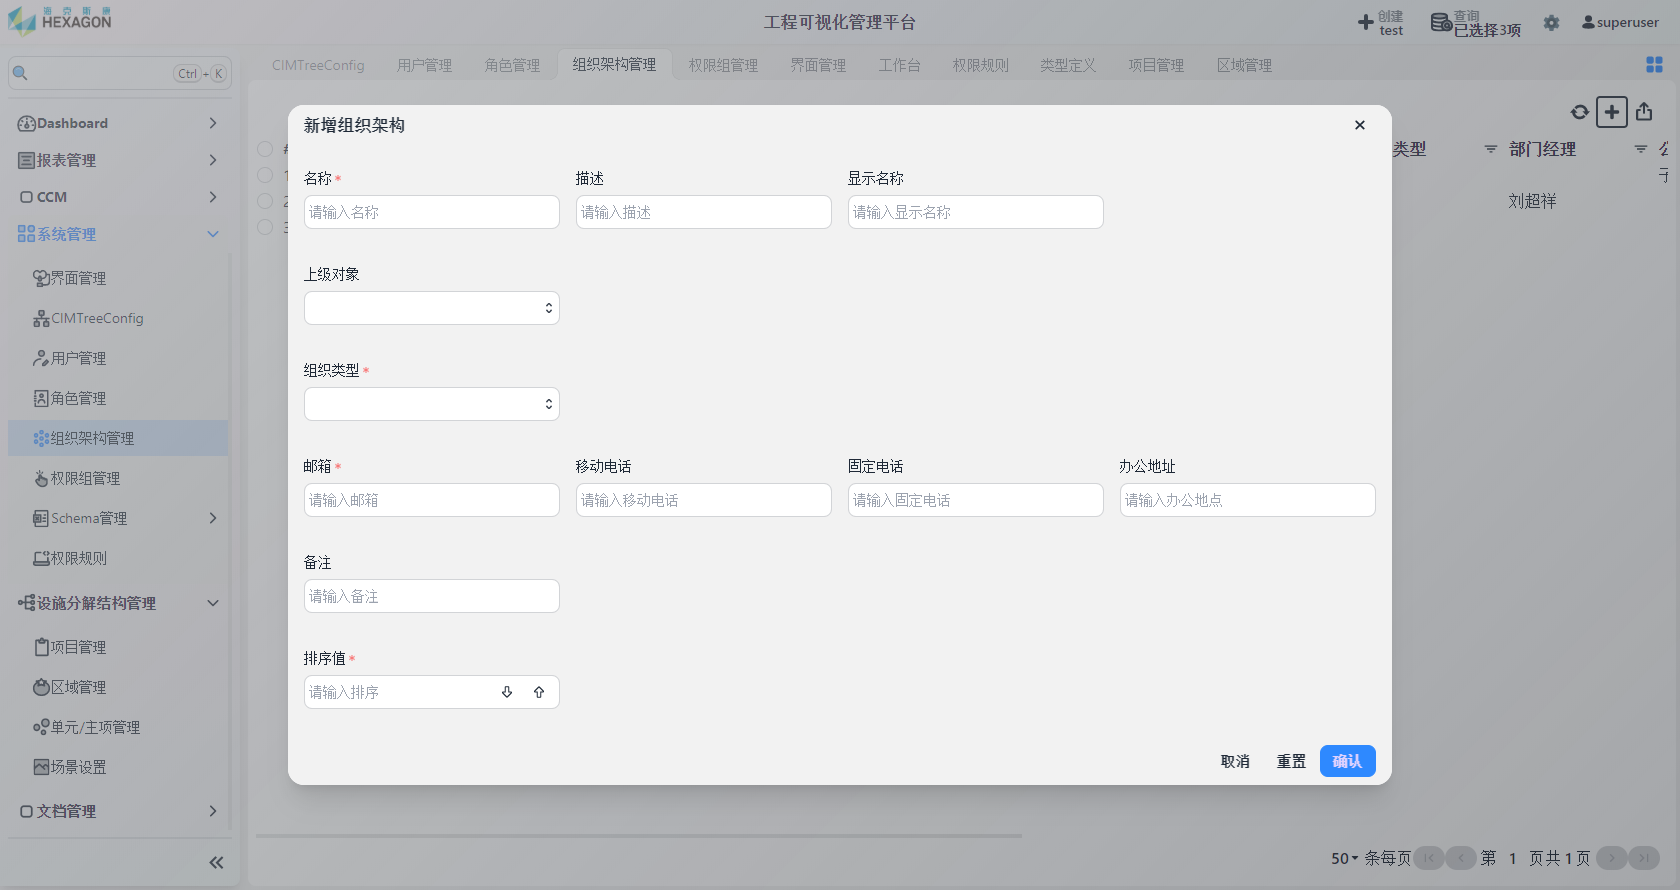 海克斯康
HEXAGON
工程可视化管理平台
创建
test
查询
已选择3项
superuser
Ctrl + K
CIMTreeConfig
用户管理
角色管理
组织架构管理
权限组管理
界面管理
工作台
权限规则
类型定义
项目管理
区域管理
Dashboard
报表管理
CCM
系统管理
界面管理
CIMTreeConfig
用户管理
角色管理
组织架构管理
权限组管理
Schema管理
权限规则
设施分解结构管理
项目管理
区域管理
单元/主项管理
场景设置
文档管理
类型
部门经理
刘超祥
新增组织架构
名称 *
描述
显示名称
请输入名称
请输入描述
请输入显示名称
上级对象
组织类型 *
邮箱 *
移动电话
固定电话
办公地址
请输入邮箱
请输入移动电话
请输入固定电话
请输入办公地点
备注
请输入备注
排序值 *
请输入排序
取消
重置
确认
50 条每页
第 1 页共 1 页